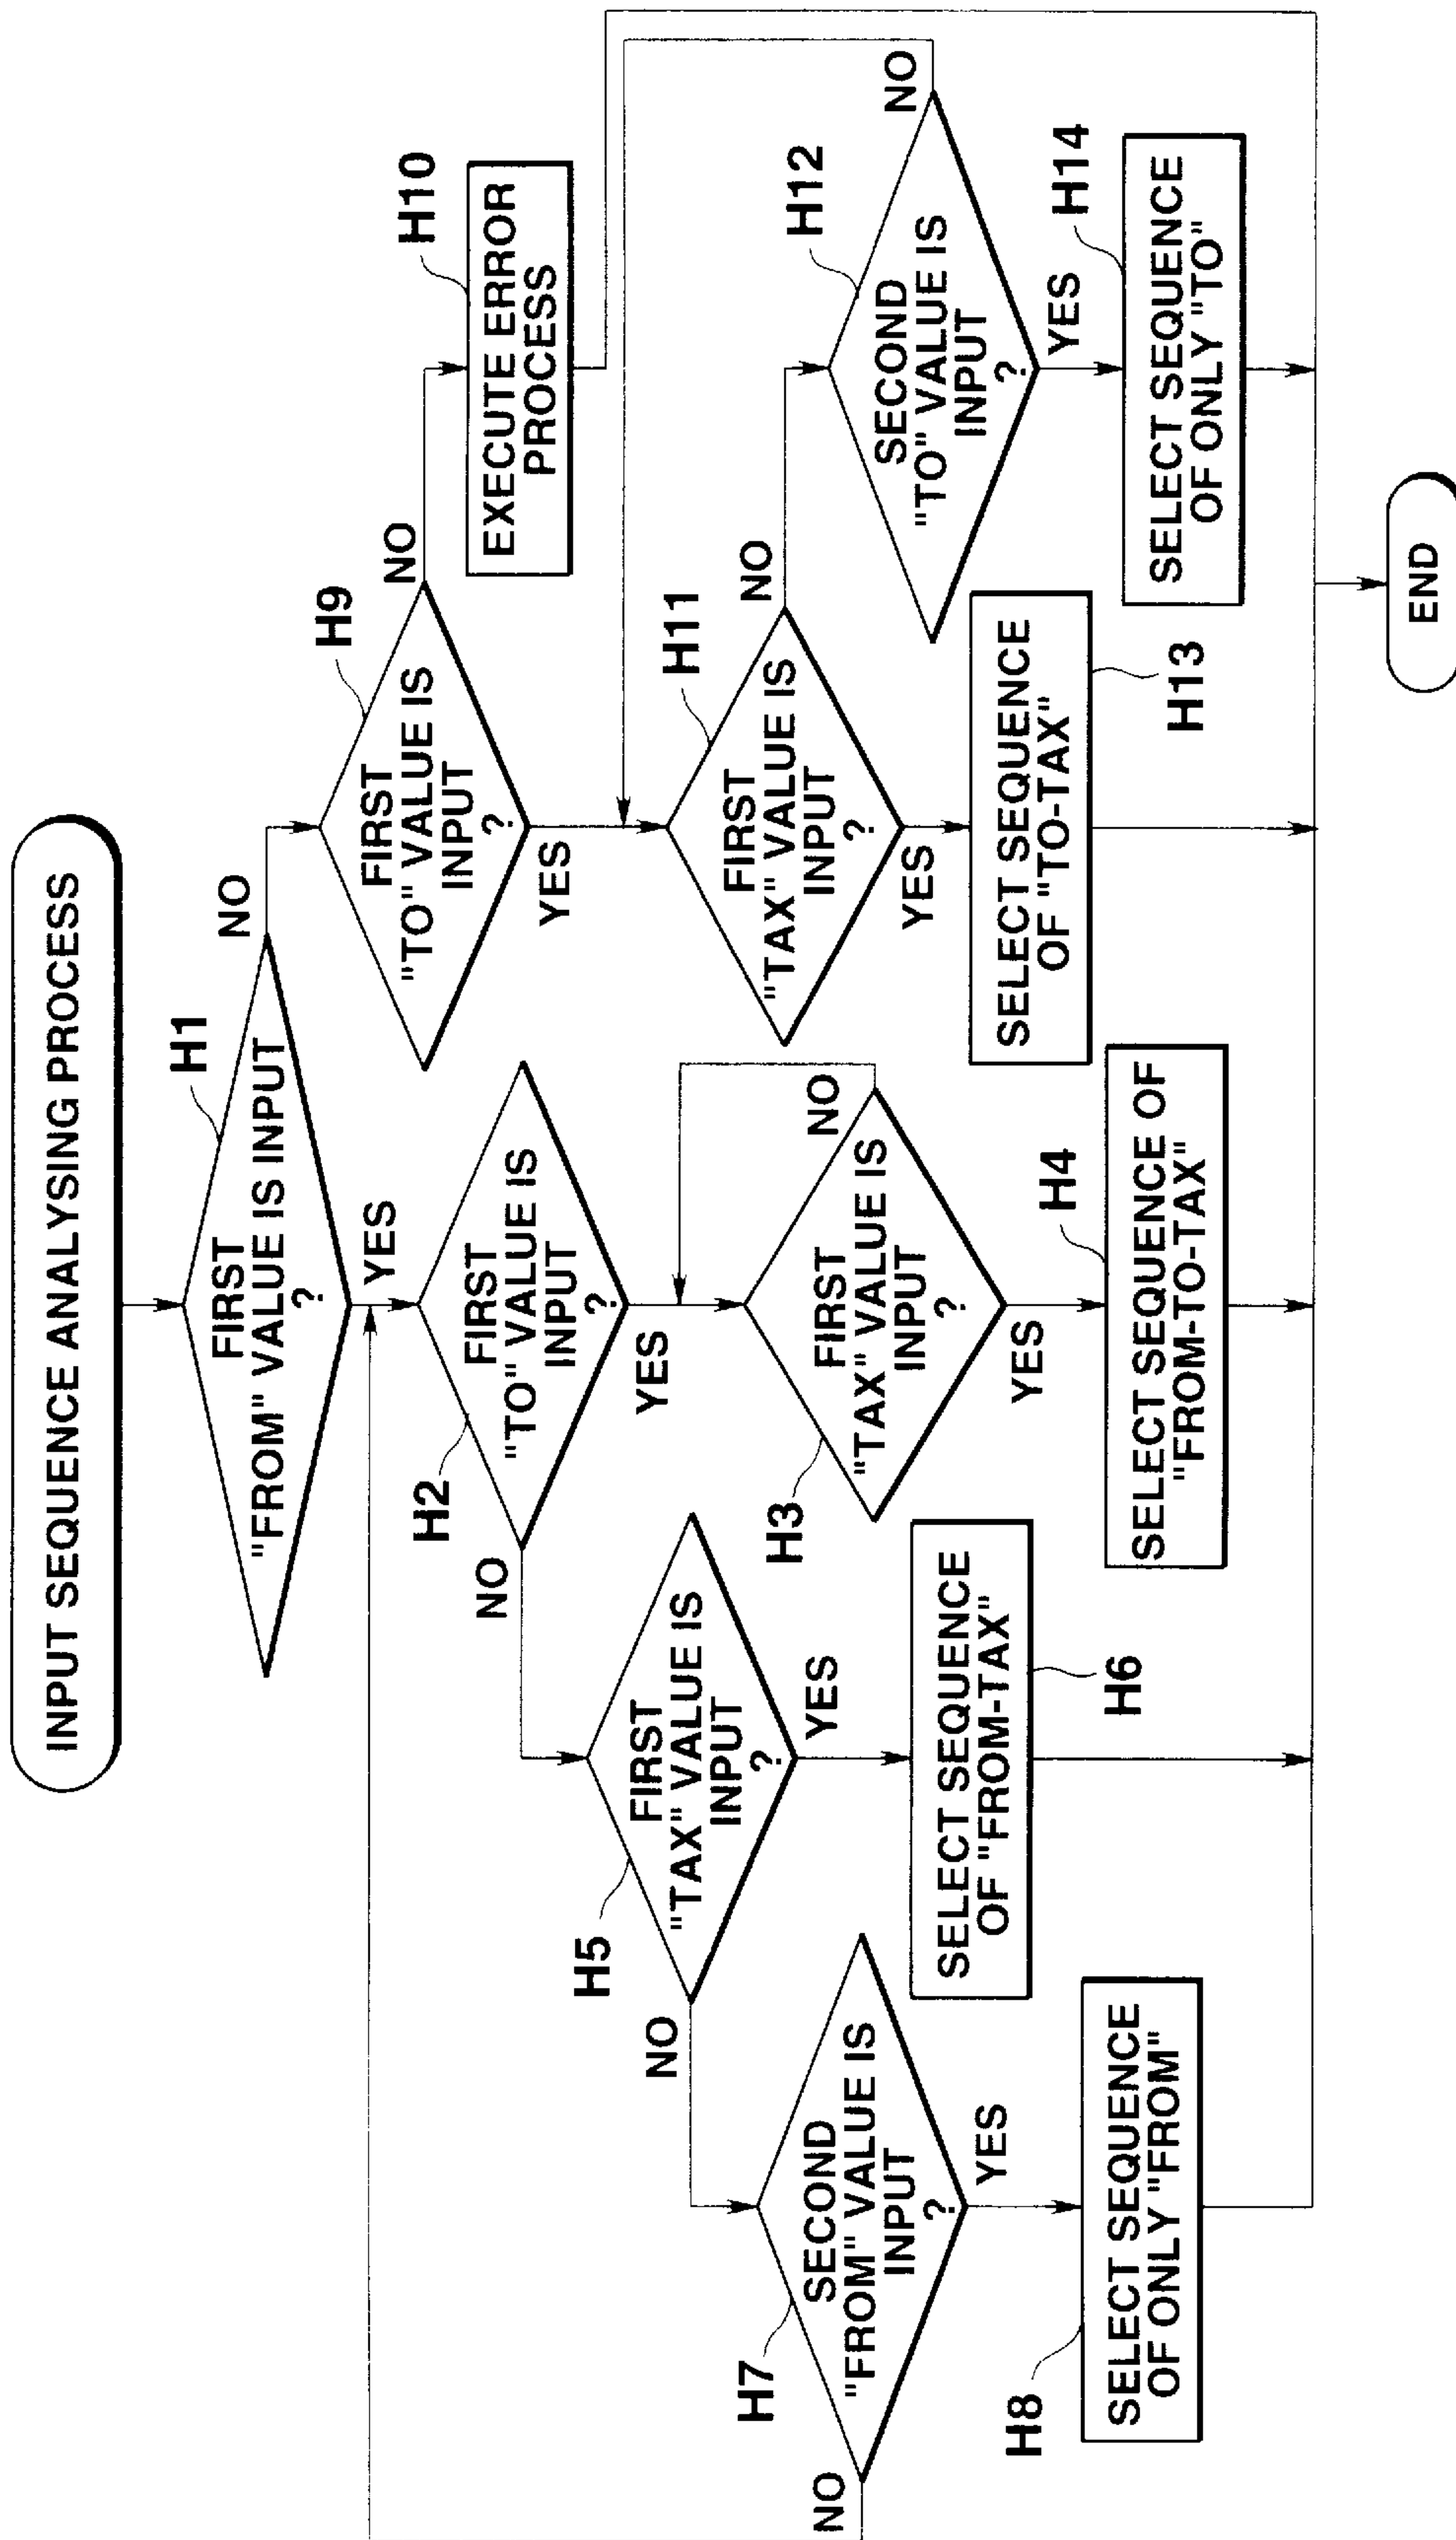 INPUT SEQUENCE ANALYSING PROCESS
H1
FIRST
"FROM" VALUE IS INPUT
?
NO
YES
H2
FIRST
"TO" VALUE IS
INPUT
?
NO
YES
H3
FIRST
"TAX" VALUE IS
INPUT
?
NO
YES
H4
SELECT SEQUENCE OF
"FROM-TO-TAX"
H5
FIRST
"TAX" VALUE IS
INPUT
?
NO
YES
H6
SELECT SEQUENCE
OF "FROM-TAX"
H7
SECOND
"FROM" VALUE IS
INPUT
?
NO
YES
H8
SELECT SEQUENCE
OF ONLY "FROM"
H9
FIRST
"TO" VALUE IS
INPUT
?
NO
YES
H10
EXECUTE ERROR
PROCESS
H11
FIRST
"TAX" VALUE IS
INPUT
?
NO
YES
H12
SECOND
"TO" VALUE IS
INPUT
?
NO
YES
H13
SELECT SEQUENCE
OF "TO-TAX"
H14
SELECT SEQUENCE
OF ONLY "TO"
END